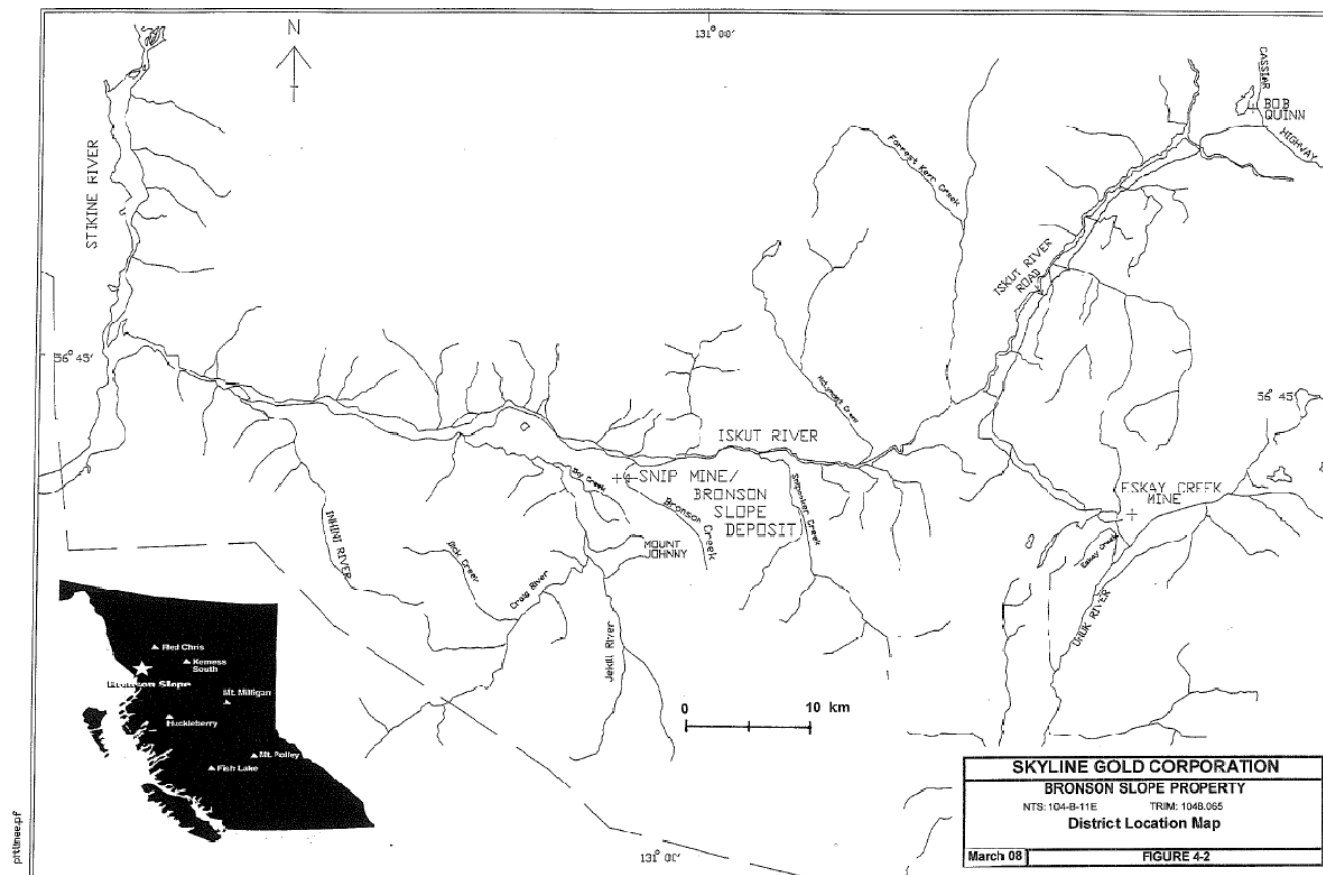 131° 00'
N
CASSIAR
BOB
QUINN
HIGHWAY
Forrest Kerr Creek
STIKINE RIVER
ISKUT RIVER
ROAD
56° 45'
56° 45'
ISKUT RIVER
SNIP MINE/
BRONSON
SLOPE
DEPOSIT
Bronson Creek
ESKAY CREEK
MINE
Eskay Creek
INHINI RIVER
MOUNT
JOHNNY
Craig River
Jekill River
UNUK RIVER
Red Chris
Kemess
South
Bronson Slope
Mt. Milligan
Huckleberry
Mt. Polley
Fish Lake
0 10 km
SKYLINE GOLD CORPORATION
BRONSON SLOPE PROPERTY
NTS: 104-B-11E TRIM: 104B.065
District Location Map
March 08 FIGURE 4-2
131° 00'